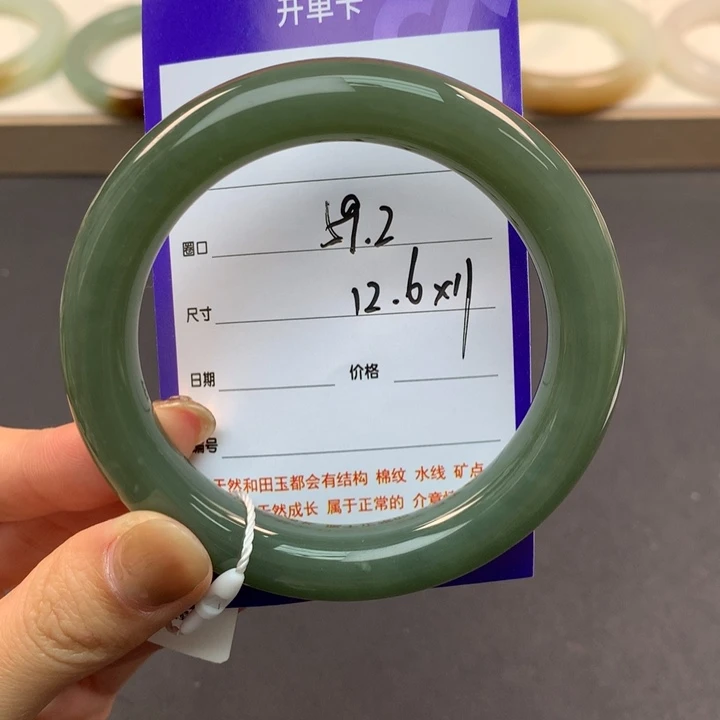 开单卡
圈口 59.2
尺寸 12.6×11
日期 价格
编号
天然和田玉都会有结构 棉纹 水线 矿点
天然成长 属于正常的 介意